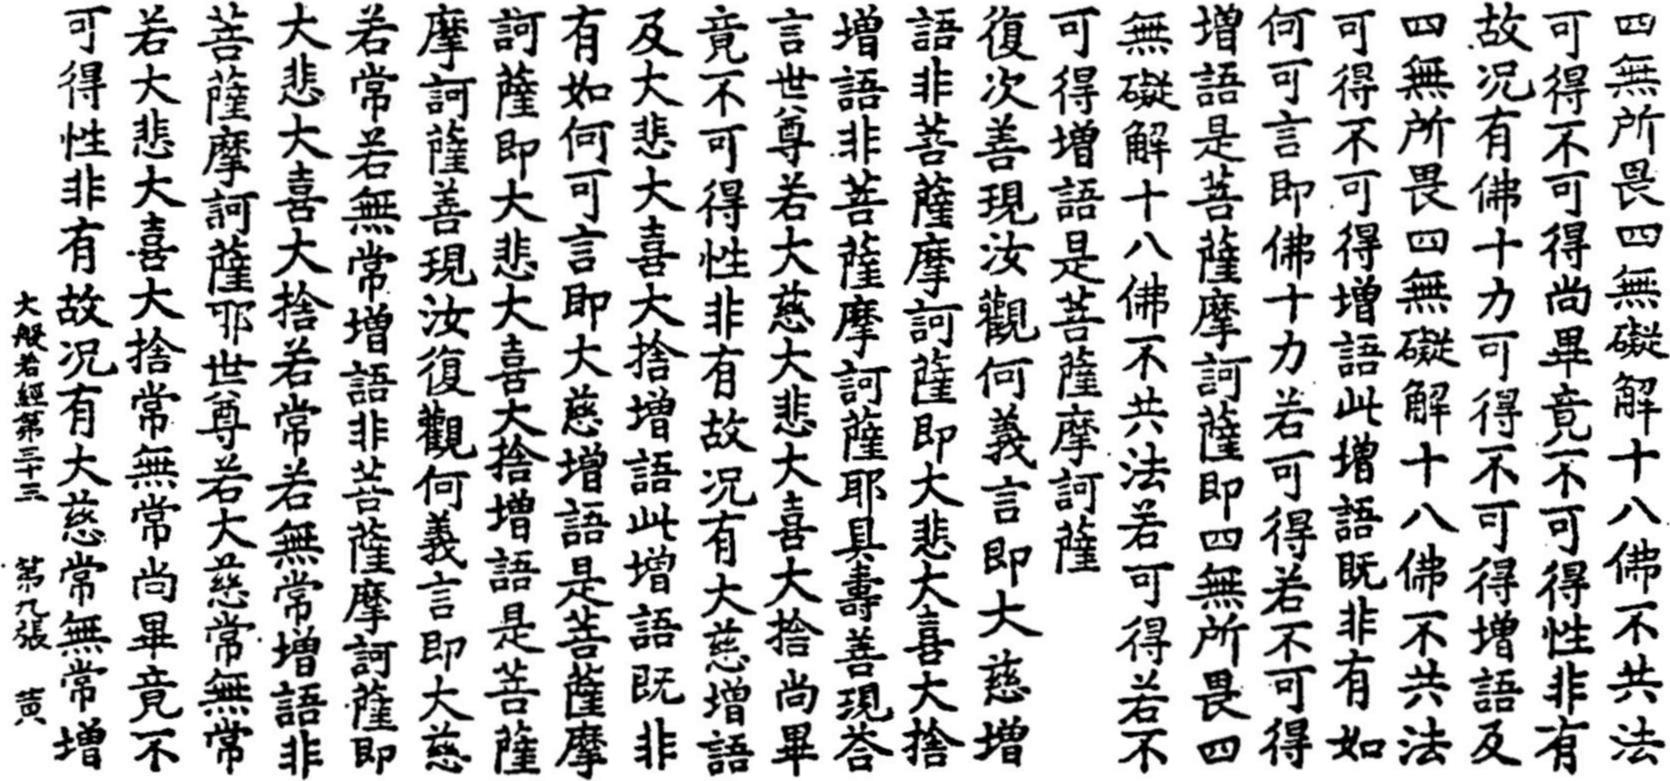 四無所畏四無礙解十八佛不共法
可得不可得尚畢竟不可得性非有
故况有佛十力可得不可得增語及
四無所畏四無礙解十八佛不共法
可得不可得增語此增語既非有如
何可言即佛十力若可得若不可得
增語是菩薩摩訶薩即四無所畏四
無礙解十八佛不共法若可得若不
可得增語是菩薩摩訶薩
復次善現汝觀何義言即大慈增
語非菩薩摩訶薩即大悲大喜大捨
增語非菩薩摩訶薩耶具壽善現荅
言世尊若大慈大悲大喜大捨尚畢
竟不可得性非有故况有大慈增語
及大悲大喜大捨增語此增語既非
有如何可言即大慈增語是菩薩摩
訶薩即大悲大喜大捨增語是菩薩
摩訶薩善現汝復觀何義言即大慈
若常若無常增語非菩薩摩訶薩即
大悲大喜大捨若常若無常增語非
菩薩摩訶薩耶世尊若大慈常無常
若大悲大喜大捨常無常尚畢竟不
可得性非有故况有大慈常無常增
大般若經第三十三 第九張 黄